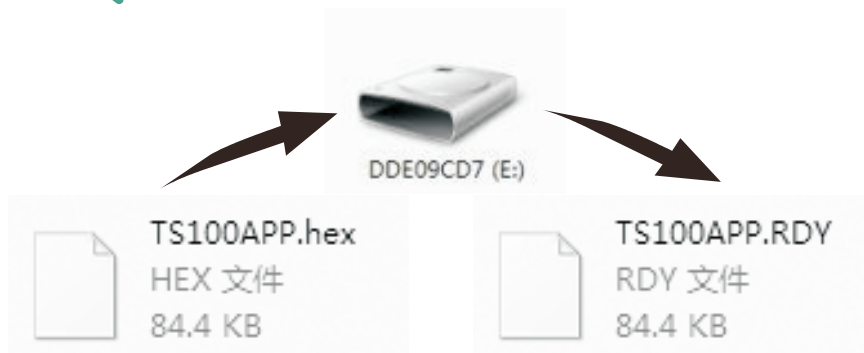 DDE09CD7 (E:)
TS100APP.hex
HEX 文件
84.4 KB
TS100APP.RDY
RDY 文件
84.4 KB